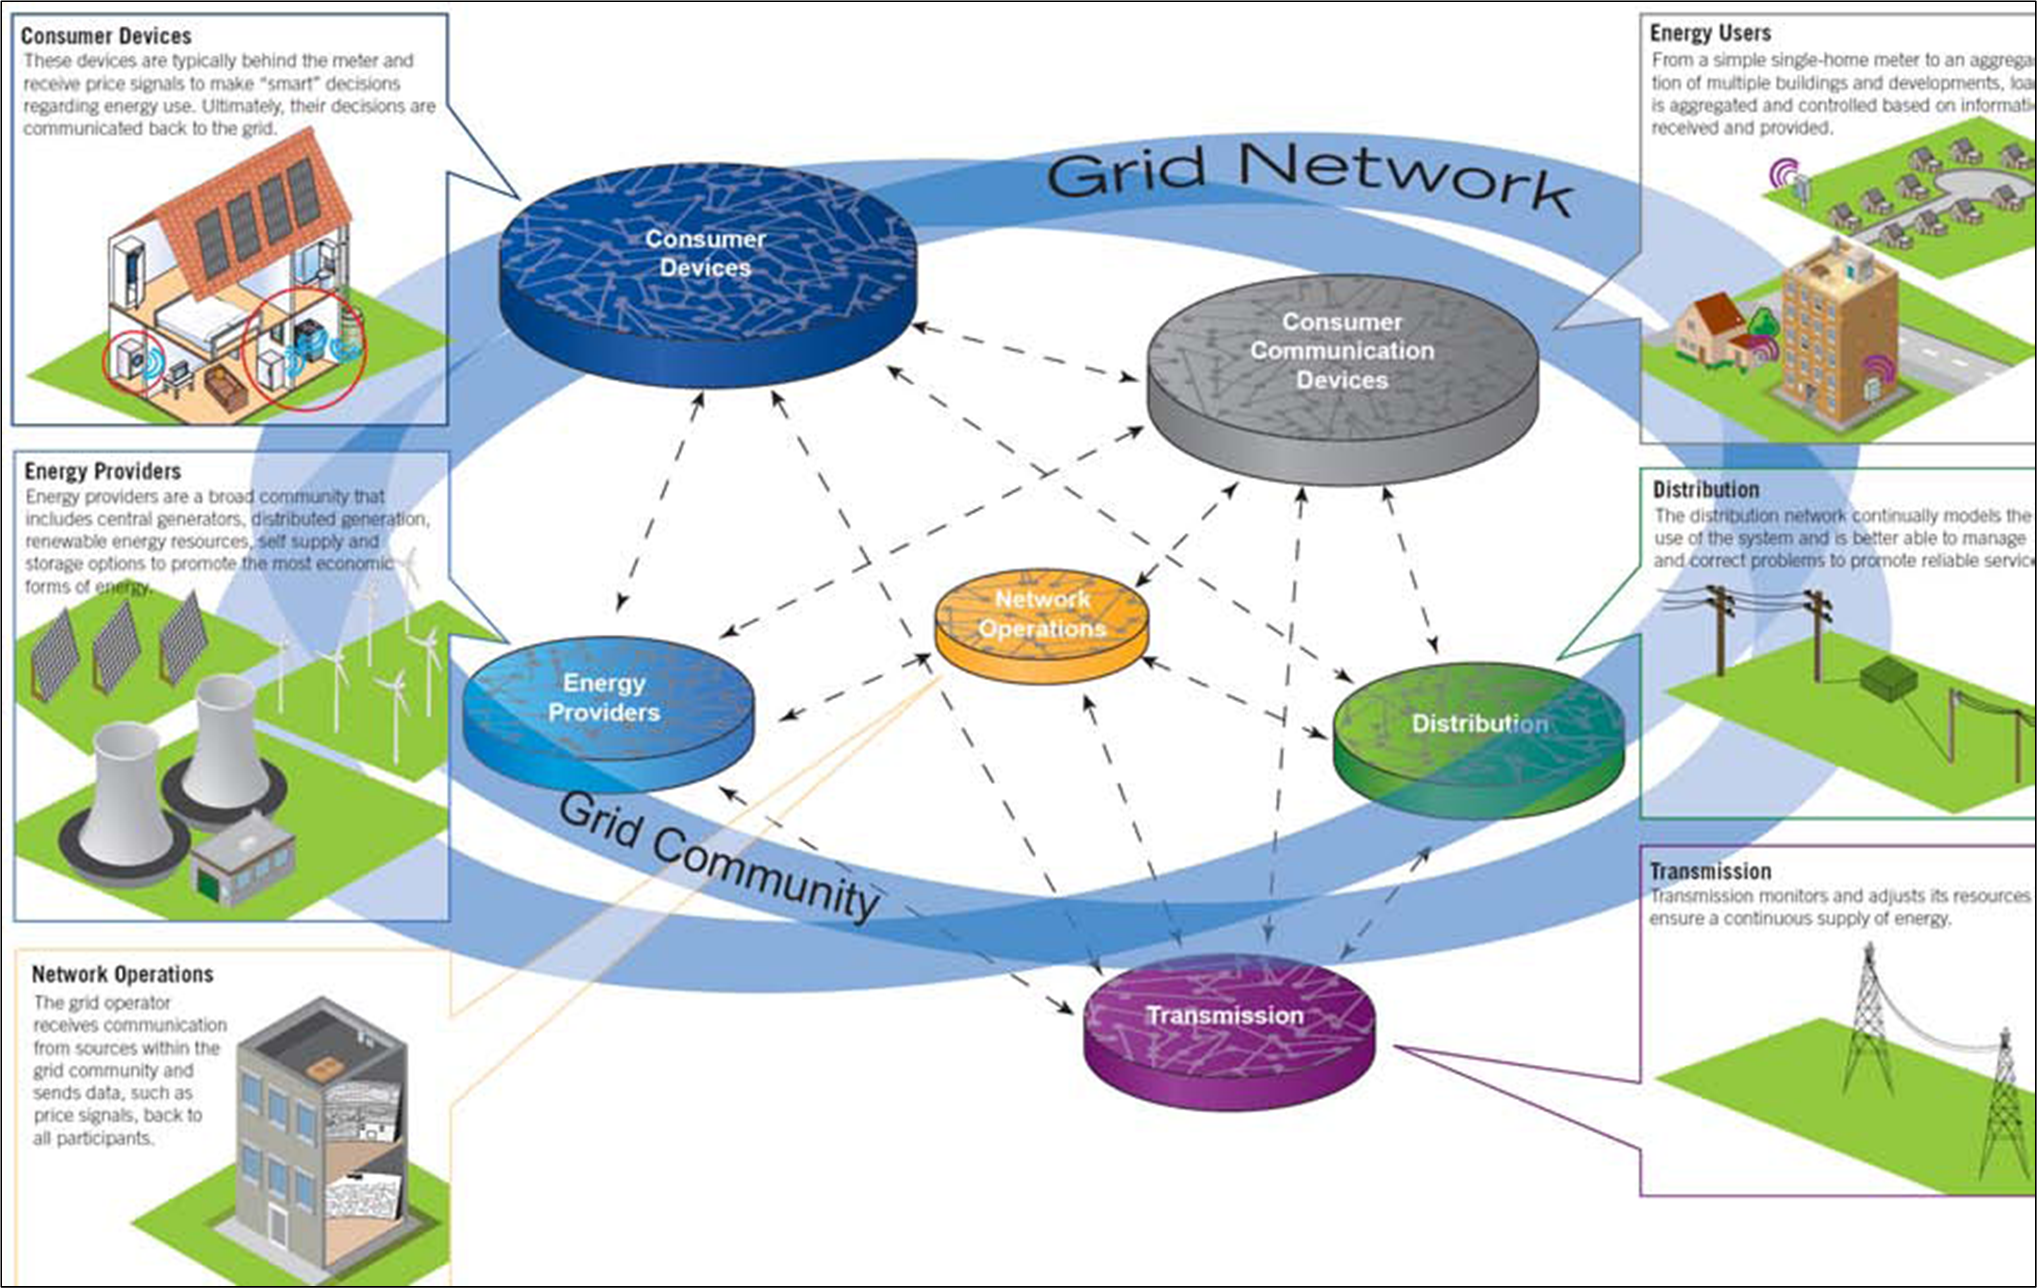 Consumer Devices
These devices are typically behind the meter and
receive price signals to make “smart” decisions
regarding energy use. Ultimately, their decisions are
communicated back to the grid.
Energy Users
From a simple single-home meter to an aggrega
tion of multiple buildings and developments, loa
is aggregated and controlled based on informati
received and provided.
Grid Network
Consumer
Devices
Consumer
Communication
Devices
Energy Providers
Energy providers are a broad community that
includes central generators, distributed generation,
renewable energy resources, self supply and
storage options to promote the most economic
forms of energy.
Distribution
The distribution network continually models the
use of the system and is better able to manage
and correct problems to promote reliable service
Network
Operations
Energy
Providers
Distribution
Grid Community
Transmission
Transmission monitors and adjusts its resources
ensure a continuous supply of energy.
Network Operations
The grid operator
receives communication
from sources within the
grid community and
sends data, such as
price signals, back to
all participants.
Transmission